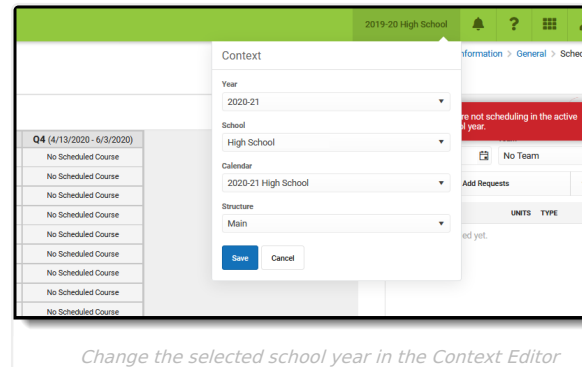 2019-20 High School
Context
Year
2020-21
School
High School
Calendar
2020-21 High School
Structure
Main
Save Cancel
nformation > General > Sched
re not scheduling in the active
ol year.
No Team
Add Requests
UNITS TYPE
ed yet.
Q4 (4/13/2020 - 6/3/2020)
No Scheduled Course
No Scheduled Course
No Scheduled Course
No Scheduled Course
No Scheduled Course
No Scheduled Course
No Scheduled Course
No Scheduled Course
No Scheduled Course
Change the selected school year in the Context Editor